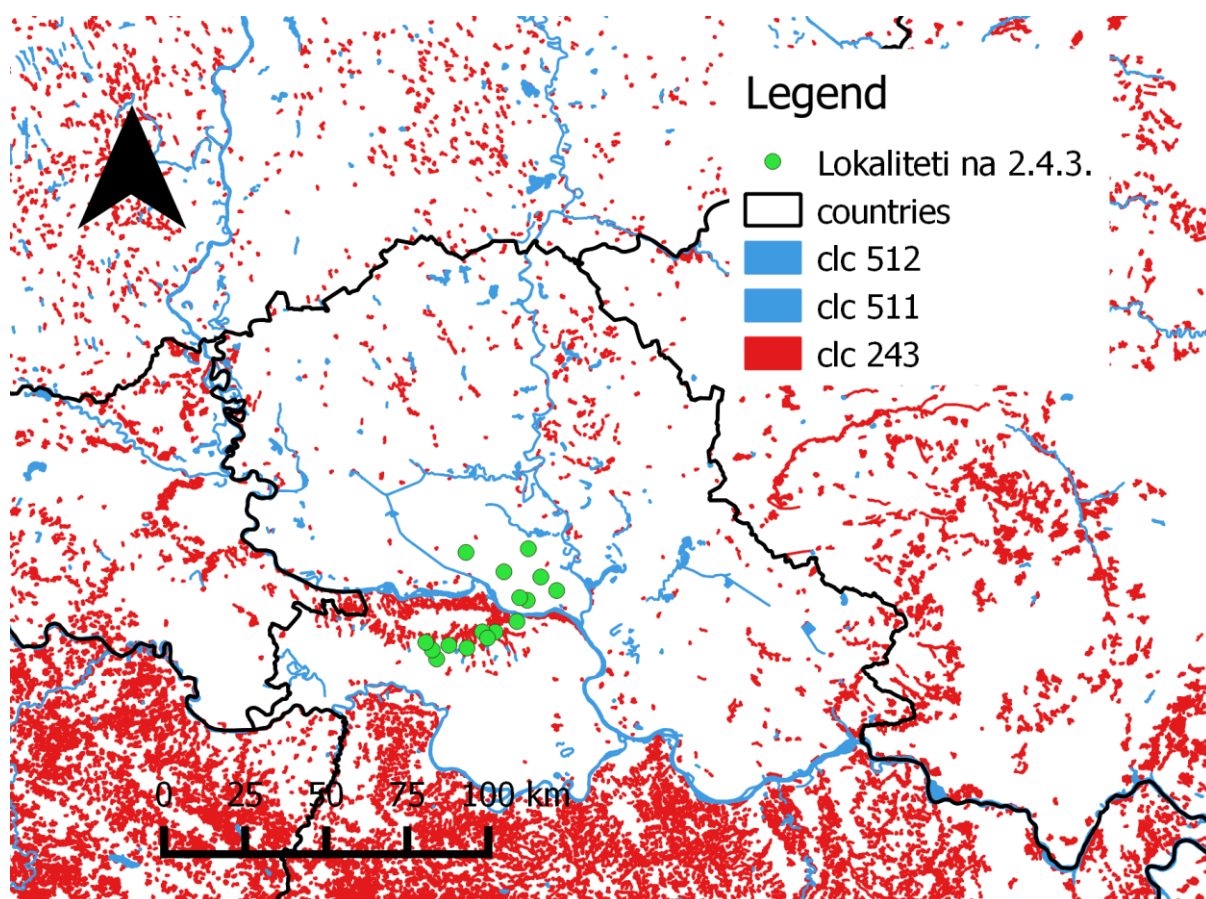 Legend
Lokaliteti na 2.4.3.
countries
clc 512
clc 511
clc 243
0 25 50 75 100 km